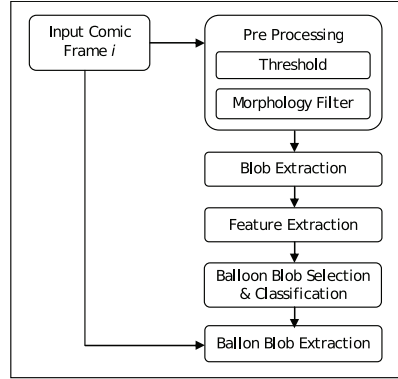 Input Comic
Frame i
Pre Processing
Threshold
Morphology Filter
Blob Extraction
Feature Extraction
Balloon Blob Selection
& Classification
Ballon Blob Extraction